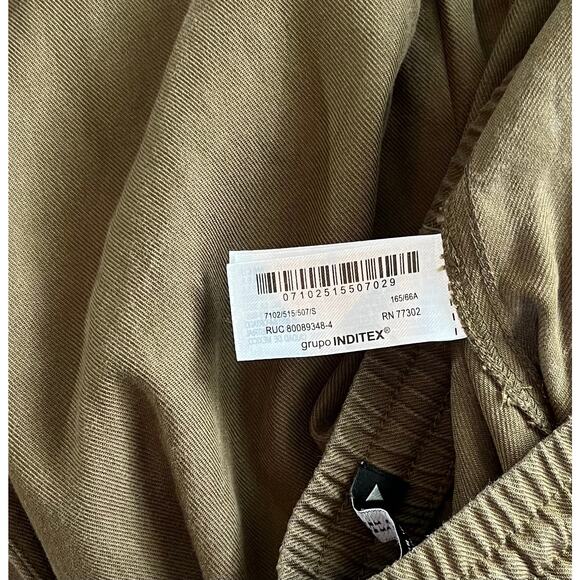 07102515507029
7102/515/507/S 165/66A
RUC 80089348-4 RN 77302
grupo INDITEX®